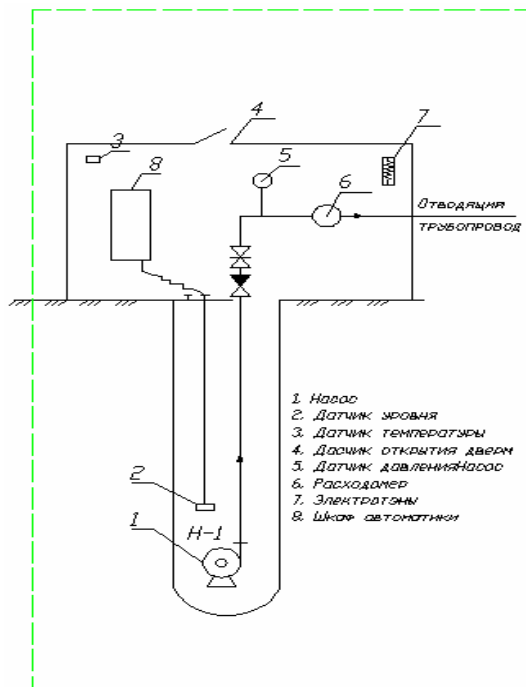 4
7
3
8
5
6
Отводящий
трубопровод
1. Насос
2. Датчик уровня
3. Датчик температуры
4. Дасчик открытия дверм
5. Датчик давленияНасос
6. Расходомер
7. Электротэны
8. Шкаф автоматики
2
Н-1
1